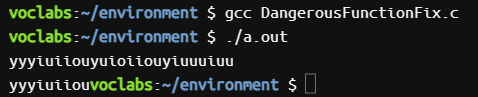 voclabs:~/environment $ gcc DangerousFunctionFix.c
voclabs:~/environment $ ./a.out
yyyiuiiouyuioiiouyiuuuiuu
yyyiuiiouvoclabs:~/environment $